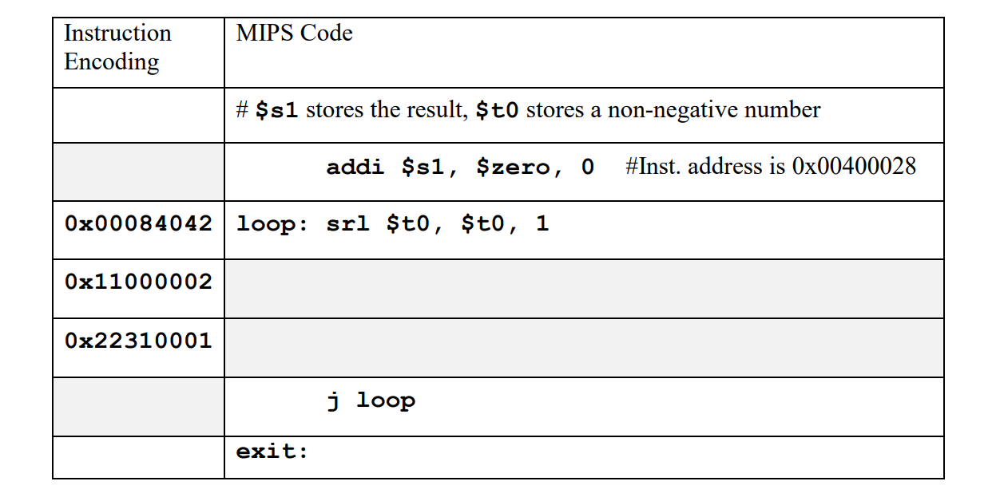 Instruction
Encoding
MIPS Code
# $s1 stores the result, $t0 stores a non-negative number
addi $s1, $zero, 0 #Inst. address is 0x00400028
0x00084042 loop: srl $t0, $t0, 1
0x11000002
0x22310001
j loop
exit: